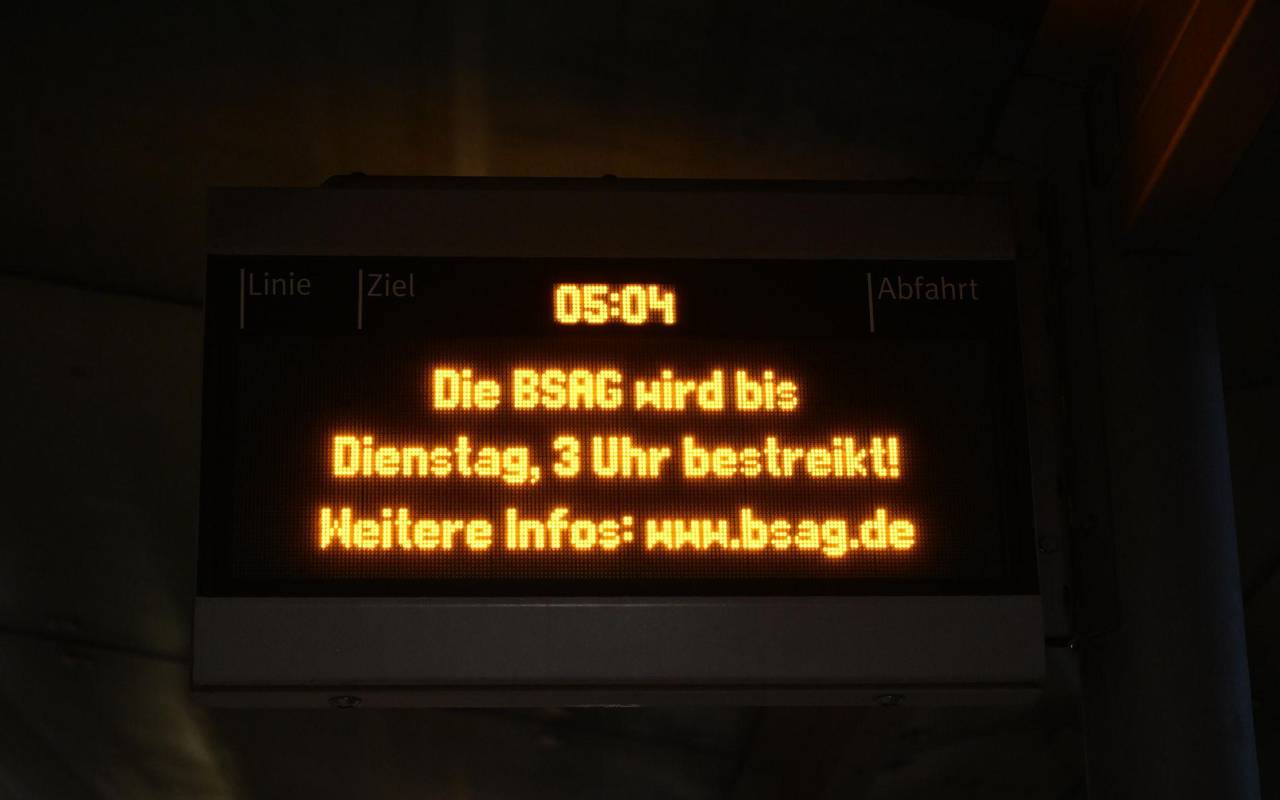 Linie Ziel 05:04 Abfahrt
Die BSAG wird bis
Dienstag, 3 Uhr bestreikt!
Weitere Infos: www.bsag.de